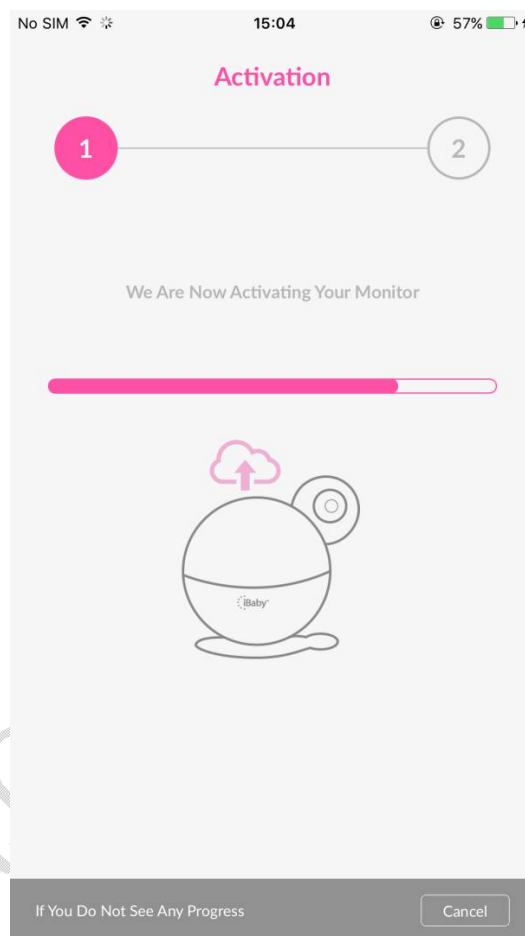 No SIM 15:04 57%
Activation
1 2
We Are Now Activating Your Monitor
iBaby
If You Do Not See Any Progress Cancel